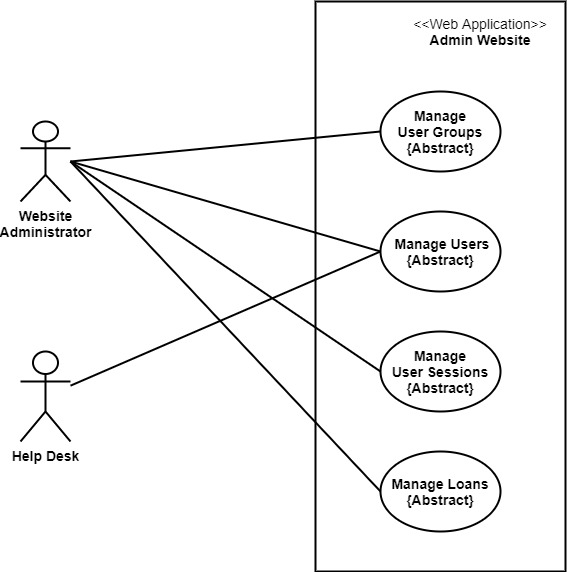 <<Web Application>>
Admin Website
Manage
User Groups
{Abstract}
Website
Administrator
Manage Users
{Abstract}
Manage
User Sessions
{Abstract}
Help Desk
Manage Loans
{Abstract}